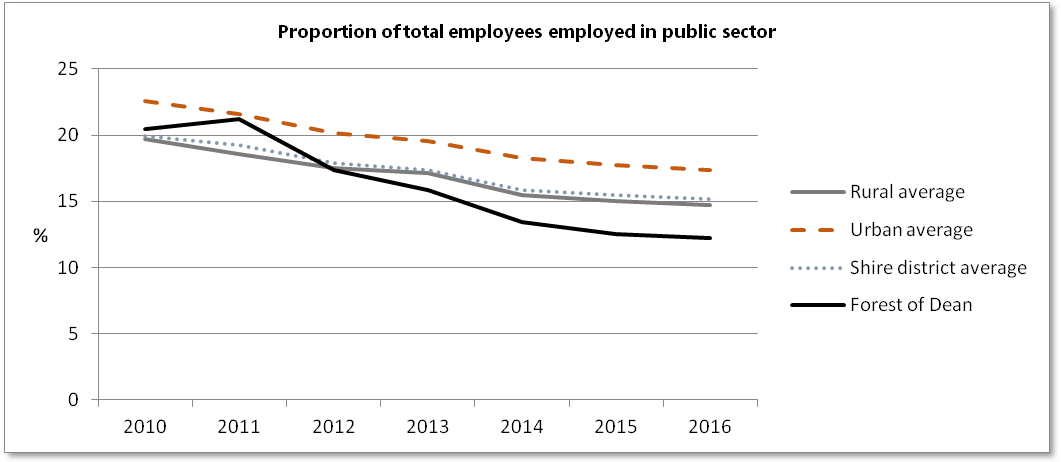 Proportion of total employees employed in public sector
25
20
15
%
10
5
0
2010 2011 2012 2013 2014 2015 2016
Rural average
Urban average
Shire district average
Forest of Dean